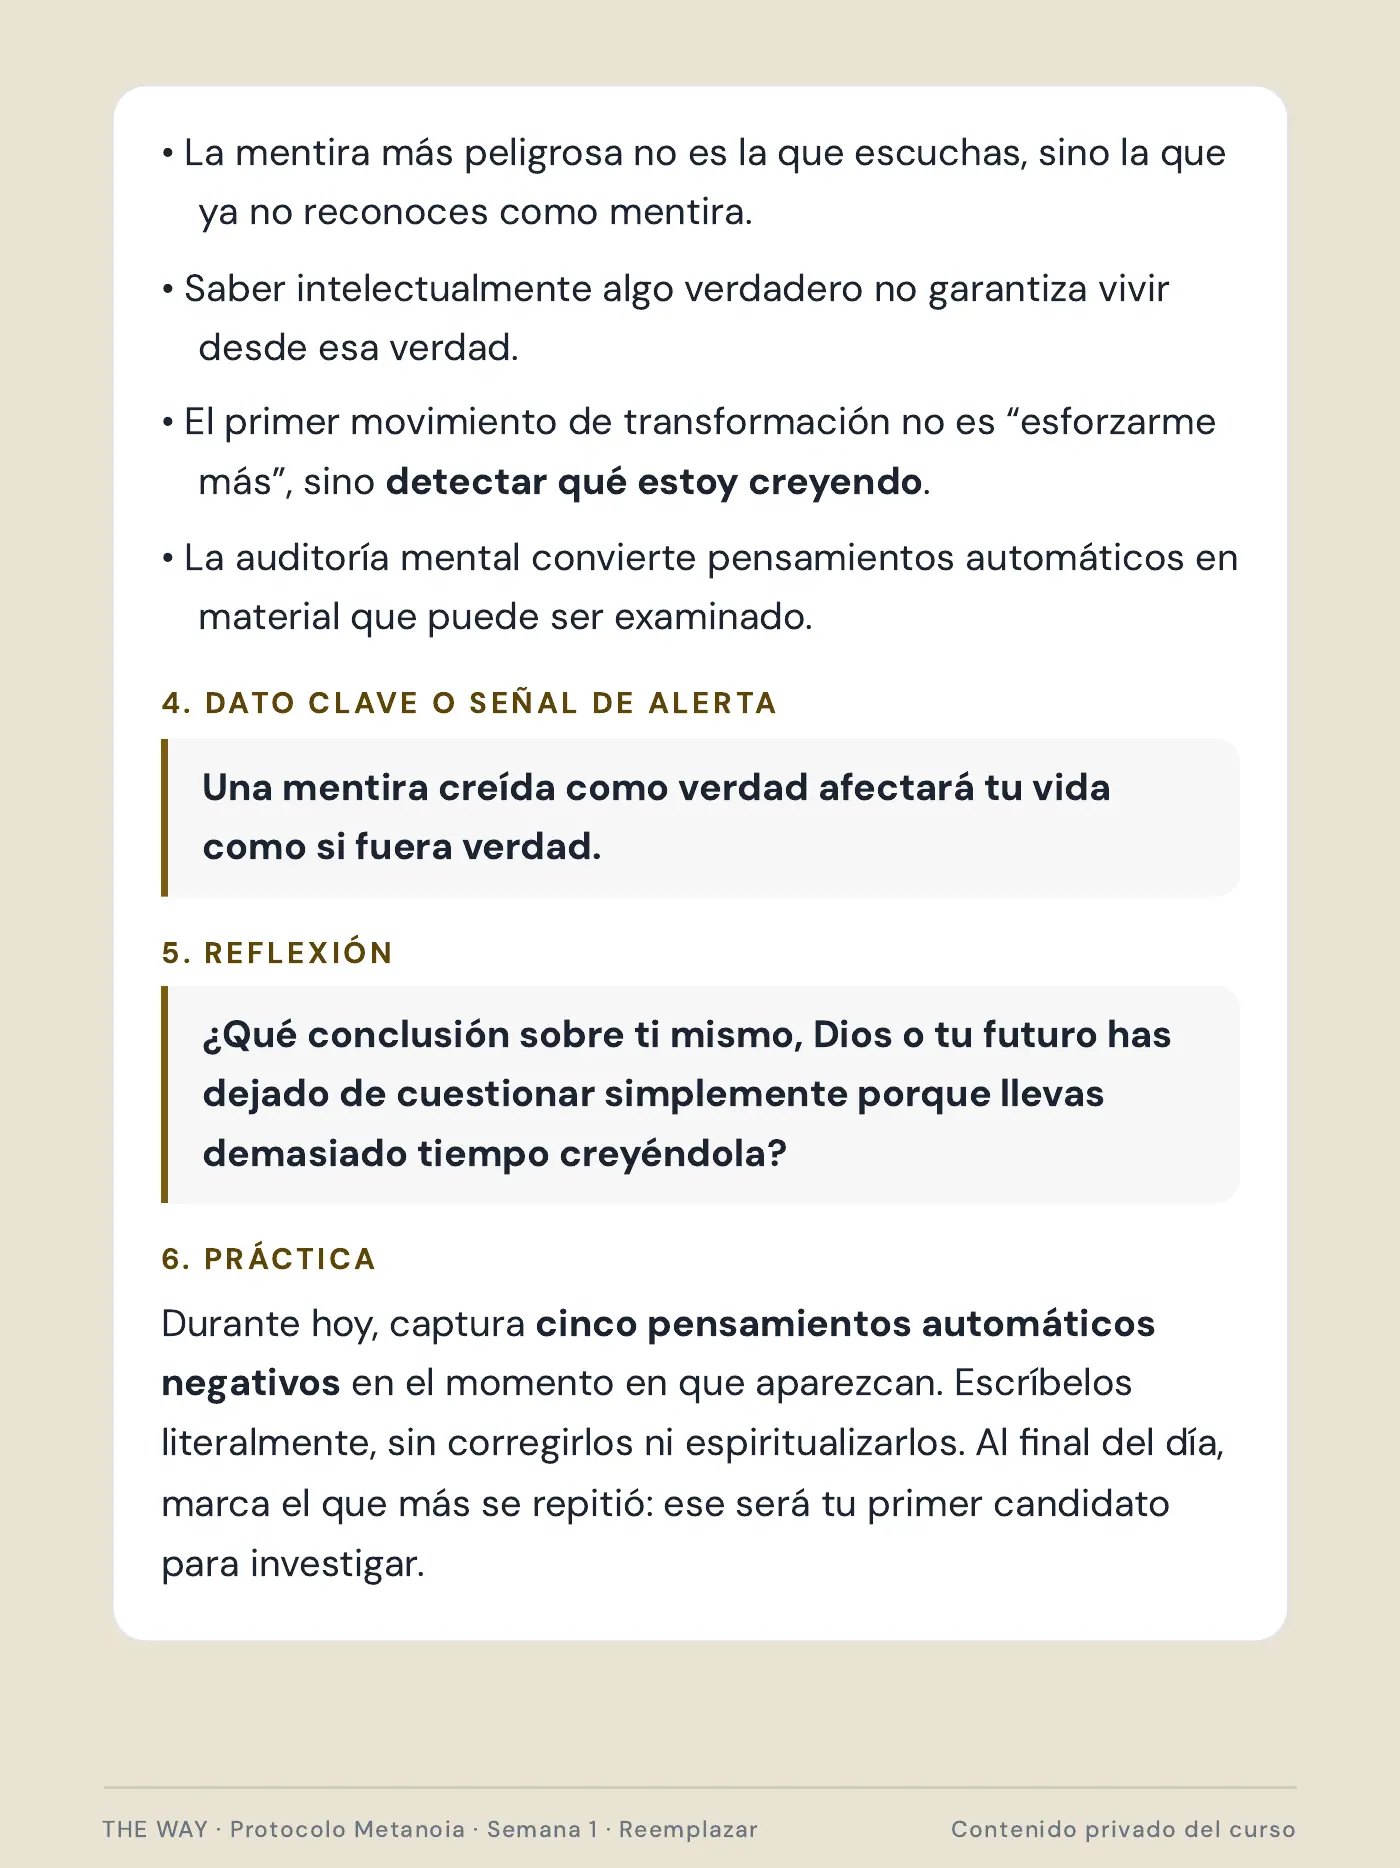 • La mentira más peligrosa no es la que escuchas, sino la que
ya no reconoces como mentira.
• Saber intelectualmente algo verdadero no garantiza vivir
desde esa verdad.
• El primer movimiento de transformación no es “esforzarme
más”, sino detectar qué estoy creyendo.
• La auditoría mental convierte pensamientos automáticos en
material que puede ser examinado.
4. DATO CLAVE O SEÑAL DE ALERTA
Una mentira creída como verdad afectará tu vida
como si fuera verdad.
5. REFLEXIÓN
¿Qué conclusión sobre ti mismo, Dios o tu futuro has
dejado de cuestionar simplemente porque llevas
demasiado tiempo creyéndola?
6. PRÁCTICA
Durante hoy, captura cinco pensamientos automáticos
negativos en el momento en que aparezcan. Escríbelos
literalmente, sin corregirlos ni espiritualizarlos. Al final del día,
marca el que más se repitió: ese será tu primer candidato
para investigar.
THE WAY · Protocolo Metanoia · Semana 1 · Reemplazar
Contenido privado del curso